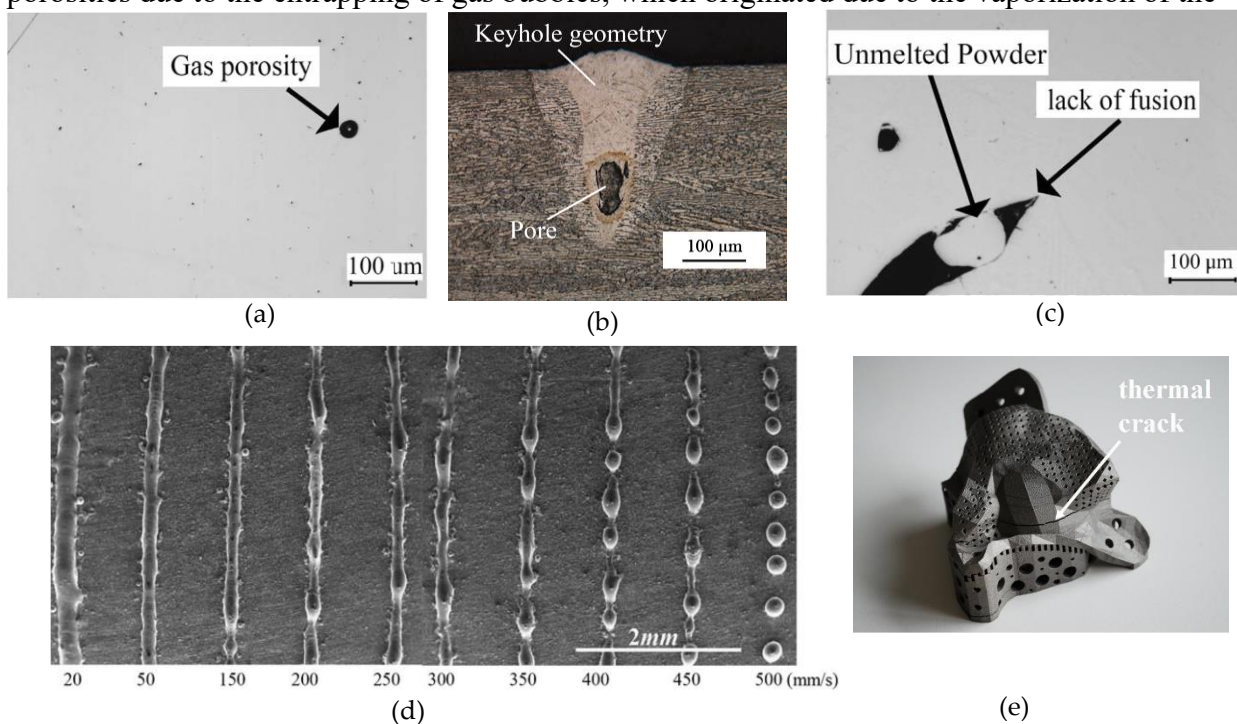 porosities due to the entrapping of gas bubbles, which originated due to the vaporization of the
Gas porosity
100 um
(a)
Keyhole geometry
Pore
100 µm
(b)
Unmelted Powder
lack of fusion
100 µm
(c)
2mm
20 50 150 200 250 300 350 400 450 500 (mm/s)
(d)
thermal
crack
(e)